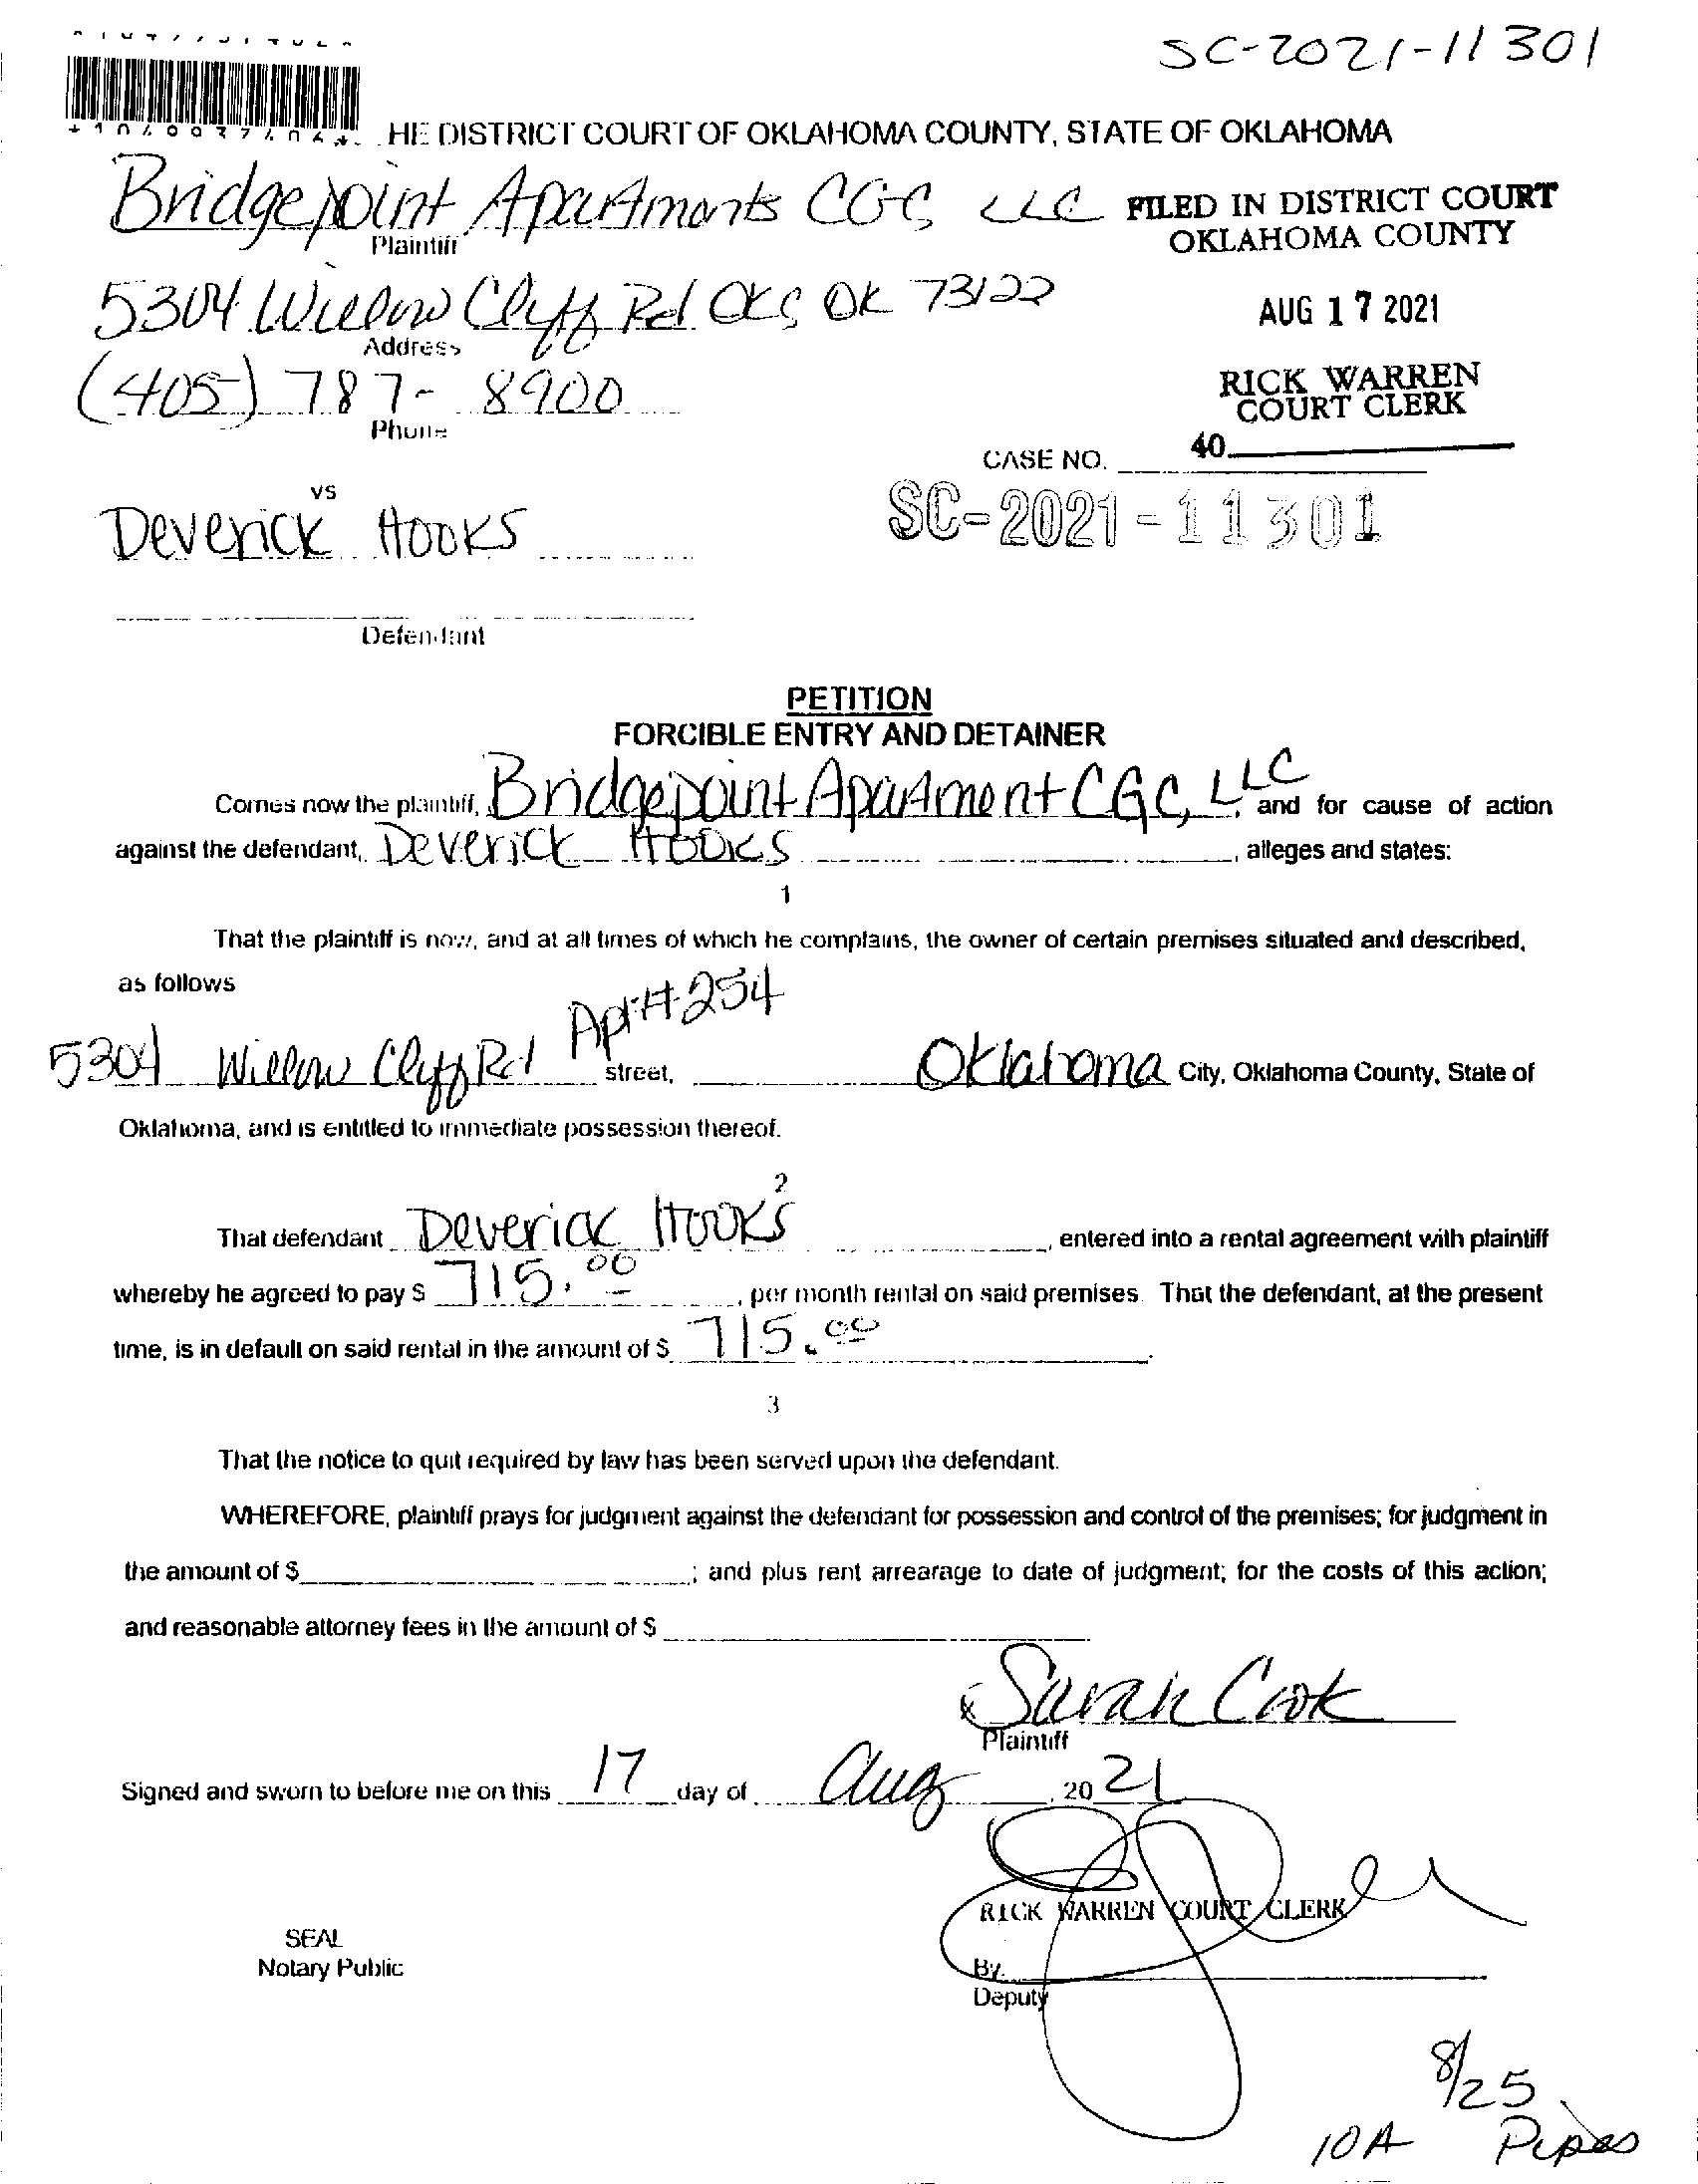 SC-2021-11301
HE DISTRICT COURT OF OKLAHOMA COUNTY, STATE OF OKLAHOMA
Bridgepoint Apartments CGC, LLC
Plaintiff
FILED IN DISTRICT COURT
OKLAHOMA COUNTY
5304 Willow Cliff Rd OKC OK 73122
Address
AUG 17 2021
(405) 787-8900
Phone
RICK WARREN
COURT CLERK
40
CASE NO.
SC-2021-11301
vs
Deverick Hooks
Defendant
PETITION
FORCIBLE ENTRY AND DETAINER
Comes now the plaintiff, Bridgepoint Apartment CGC, LLC, and for cause of action
against the defendant, Deverick Hooks, alleges and states:
1
That the plaintiff is now, and at all times of which he complains, the owner of certain premises situated and described,
as follows
Apt #254
5304 Willow Cliff Rd street, Oklahoma City, Oklahoma County, State of
Oklahoma, and is entitled to immediate possession thereof.
2
That defendant Deverick Hooks, entered into a rental agreement with plaintiff
whereby he agreed to pay $ 715.00, per month rental on said premises. That the defendant, at the present
time, is in default on said rental in the amount of $ 715.00.
3
That the notice to quit required by law has been served upon the defendant.
WHEREFORE, plaintiff prays for judgment against the defendant for possession and control of the premises; for judgment in
the amount of $ ; and plus rent arrearage to date of judgment; for the costs of this action;
and reasonable attorney fees in the amount of $
x Sarah Cook
Plaintiff
Signed and sworn to before me on this 17 day of Aug, 20 21
RICK WARREN COURT CLERK
SEAL
Notary Public
By.
Deputy
8/25
10A Pipes